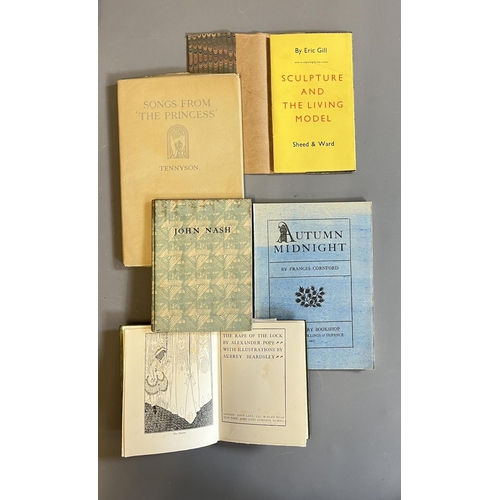 By Eric Gill
SCULPTURE
AND
THE LIVING
MODEL
Sheed & Ward
SONGS FROM
'THE PRINCESS'
TENNYSON
JOHN NASH
AUTUMN
MIDNIGHT
BY FRANCES CORNFORD
RY BOOKSHOP
THE RAPE OF THE LOCK
BY ALEXANDER POPE
WITH ILLUSTRATIONS BY
AUBREY BEARDSLEY